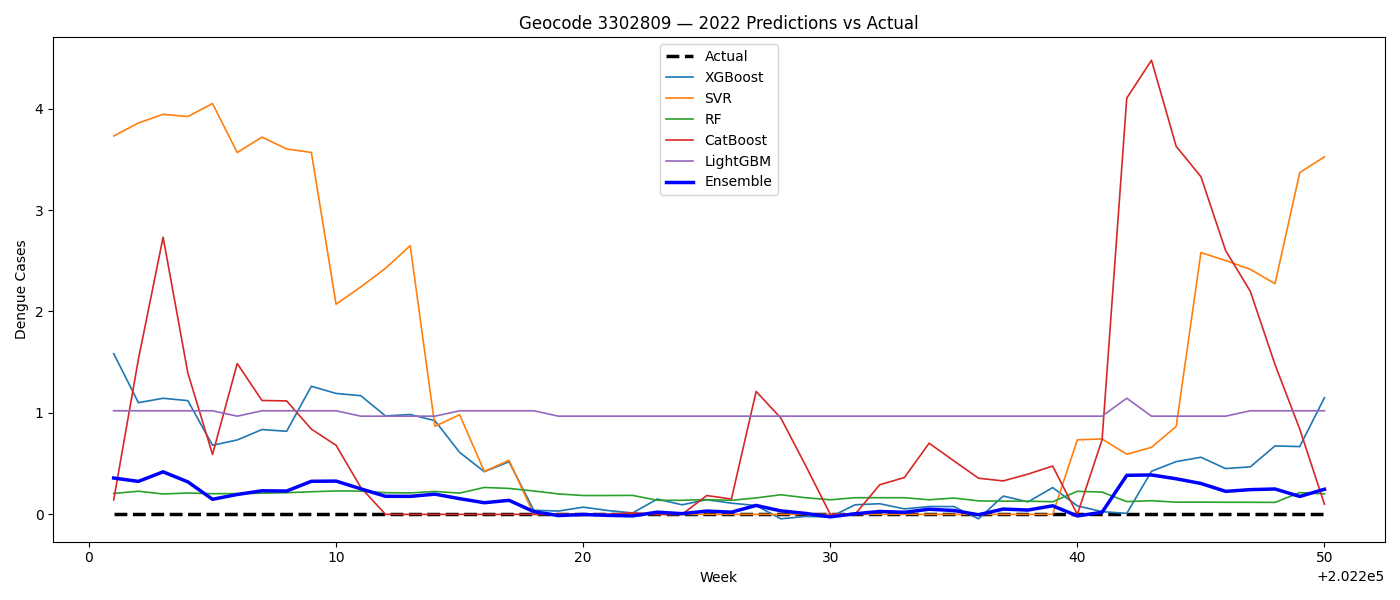 Geocode 3302809 — 2022 Predictions vs Actual
Actual
XGBoost
SVR
RF
CatBoost
LightGBM
Ensemble
Dengue Cases
4
3
2
1
0
0 10 20 30 40 50
Week
+2.022e5